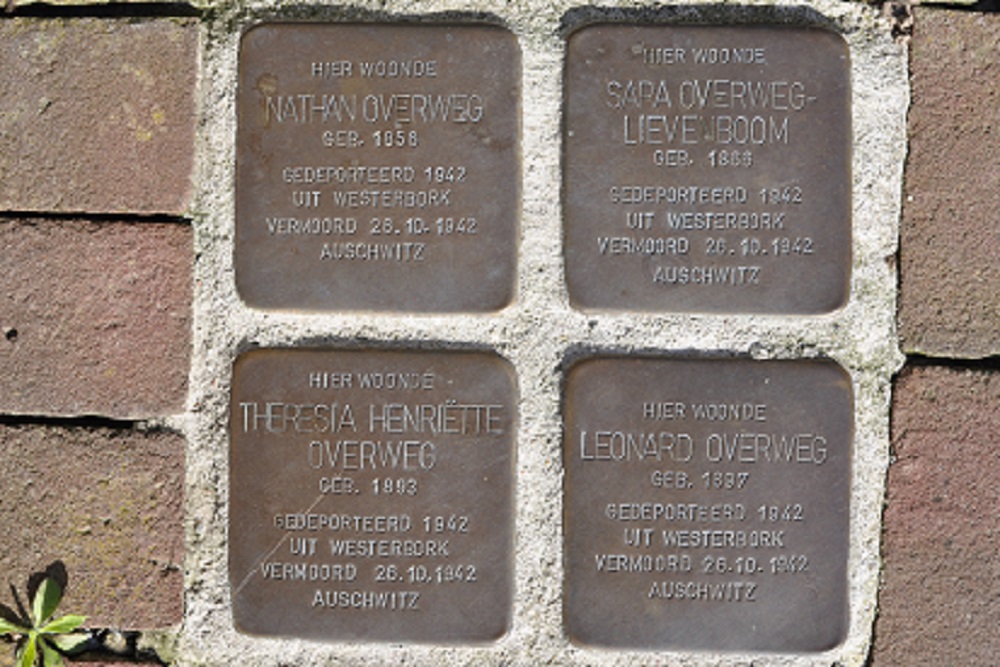 HIER WOONDE
NATHAN OVERWEG
GEB. 1858
GEDEPORTEERD 1942
UIT WESTERBORK
VERMOORD 26.10.1942
AUSCHWITZ
HIER WOONDE
SARA OVERWEG-
LIEVENBOOM
GEB. 1866
GEDEPORTEERD 1942
UIT WESTERBORK
VERMOORD 26.10.1942
AUSCHWITZ
HIER WOONDE
THERESIA HENRIËTTE
OVERWEG
GEB. 1893
GEDEPORTEERD 1942
UIT WESTERBORK
VERMOORD 26.10.1942
AUSCHWITZ
HIER WOONDE
LEONARD OVERWEG
GEB. 1897
GEDEPORTEERD 1942
UIT WESTERBORK
VERMOORD 26.10.1942
AUSCHWITZ